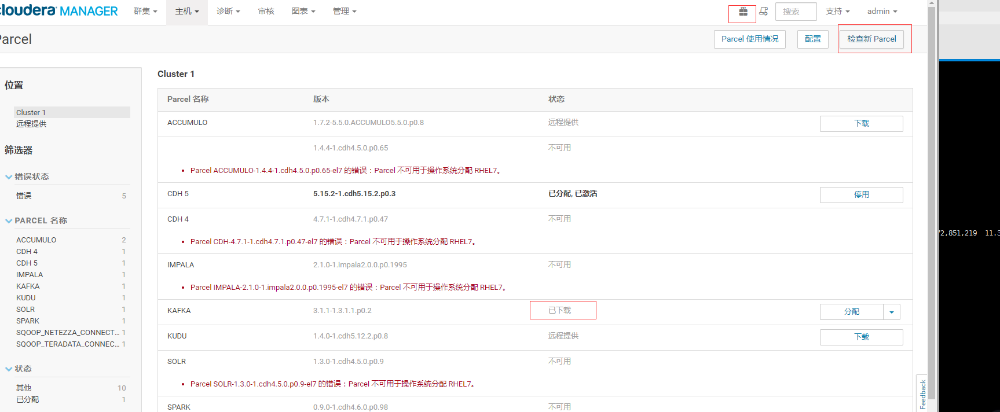 cloudera MANAGER 群集 主机 诊断 审核 图表 管理 搜索 支持 admin
Parcel Parcel 使用情况 配置 检查新 Parcel
位置
Cluster 1
远程提供
筛选器
错误状态
错误 5
PARCEL 名称
ACCUMULO 2
CDH 4 1
CDH 5 1
IMPALA 1
KAFKA 1
KUDU 1
SOLR 1
SPARK 1
SQOOP_NETEZZA_CONNECT... 1
SQOOP_TERADATA_CONNEC... 1
状态
其他 10
已分配 1
Cluster 1
Parcel 名称 版本 状态
ACCUMULO 1.7.2-5.5.0.ACCUMULO5.5.0.p0.8 远程提供 下载
1.4.4-1.cdh4.5.0.p0.65 不可用
• Parcel ACCUMULO-1.4.4-1.cdh4.5.0.p0.65-el7 的错误：Parcel 不可用于操作系统分配 RHEL7。
CDH 5 5.15.2-1.cdh5.15.2.p0.3 已分配, 已激活 停用
CDH 4 4.7.1-1.cdh4.7.1.p0.47 不可用
• Parcel CDH-4.7.1-1.cdh4.7.1.p0.47-el7 的错误：Parcel 不可用于操作系统分配 RHEL7。
IMPALA 2.1.0-1.impala2.0.0.p0.1995 不可用
• Parcel IMPALA-2.1.0-1.impala2.0.0.p0.1995-el7 的错误：Parcel 不可用于操作系统分配 RHEL7。
KAFKA 3.1.1-1.3.1.1.p0.2 已下载 分配
KUDU 1.4.0-1.cdh5.12.2.p0.8 远程提供 下载
SOLR 1.3.0-1.cdh4.5.0.p0.9 不可用
• Parcel SOLR-1.3.0-1.cdh4.5.0.p0.9-el7 的错误：Parcel 不可用于操作系统分配 RHEL7。
SPARK 0.9.0-1.cdh4.6.0.p0.98 不可用
Feedback
72,851,219 11.3